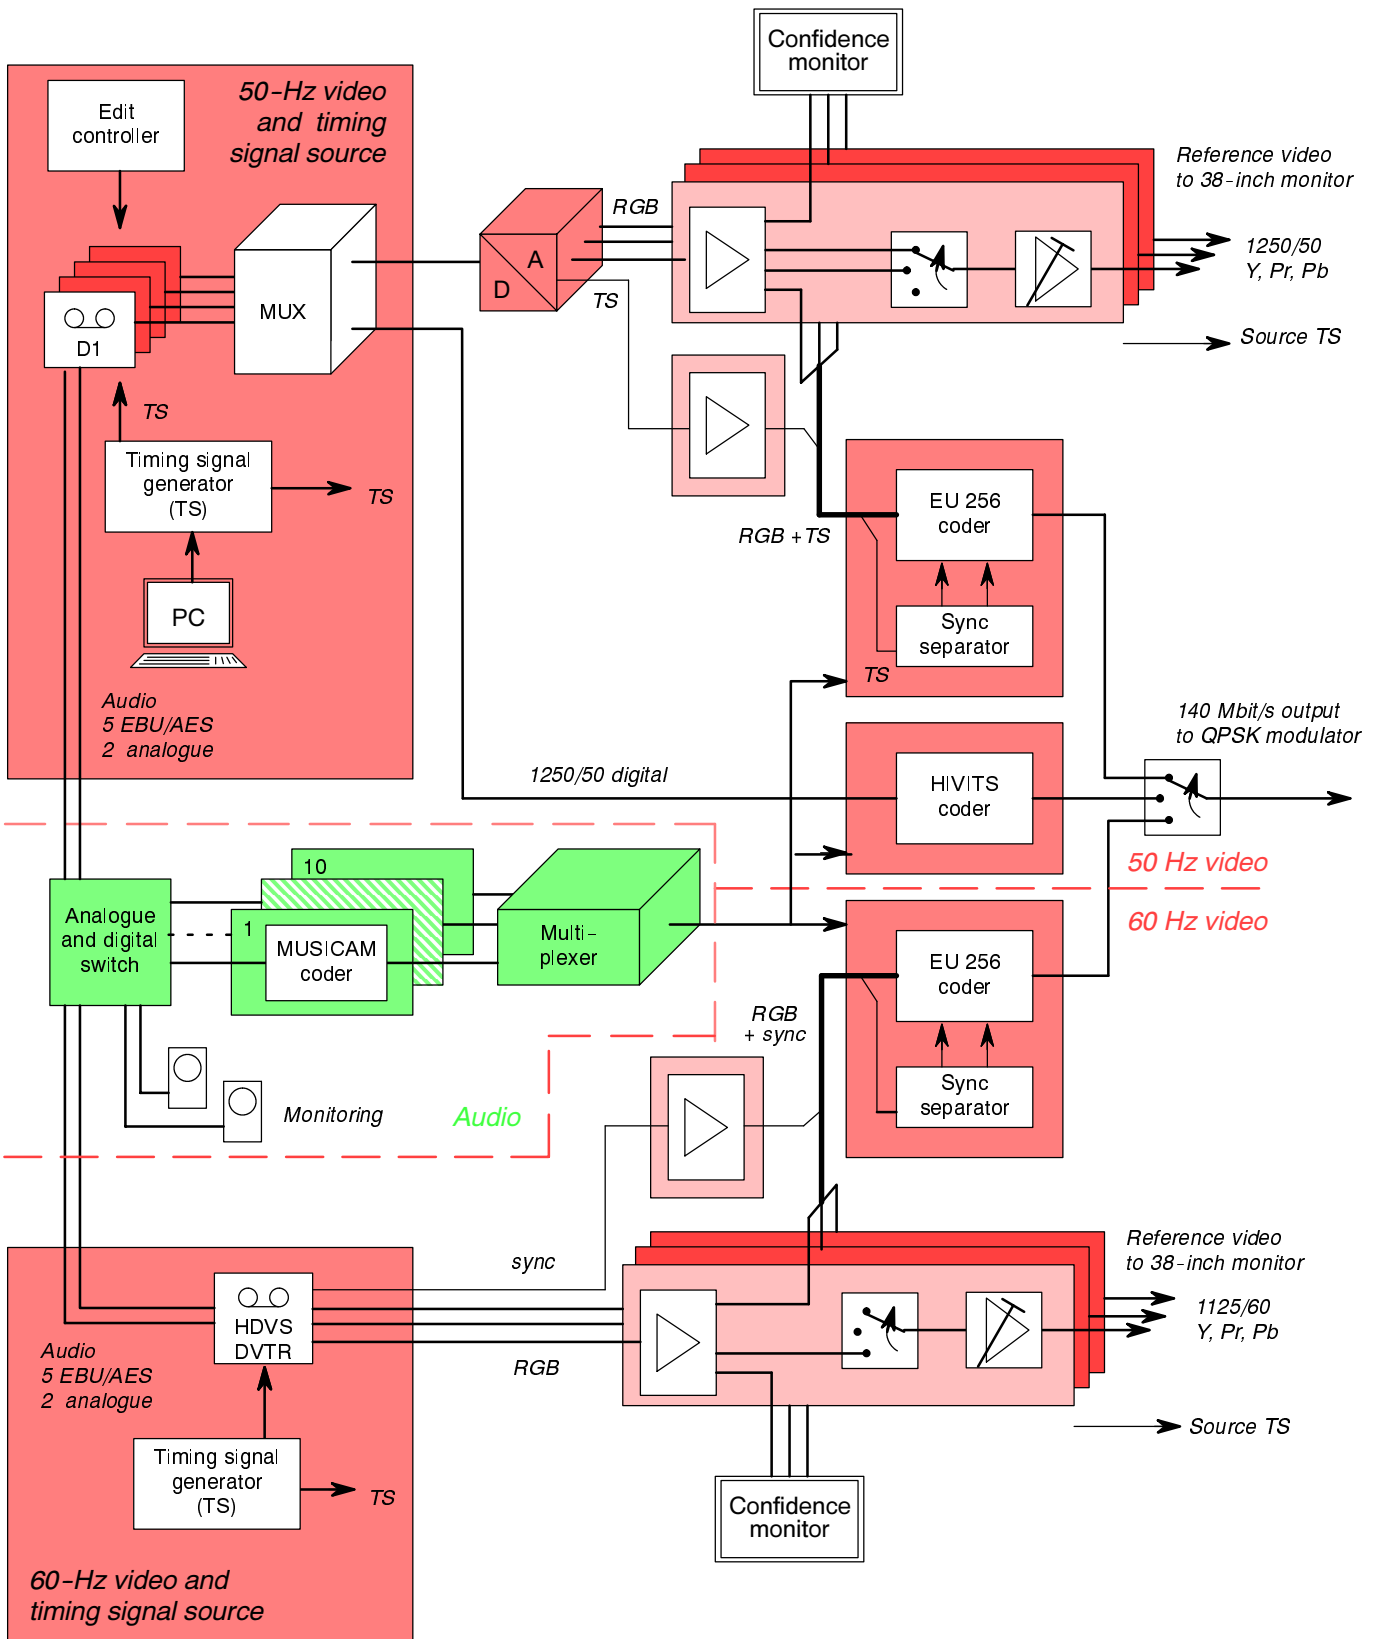 Confidence
monitor
Edit
controller
50-Hz video
and timing
signal source
Reference video
to 38-inch monitor
RGB
1250/50
Y, Pr, Pb
A
D
TS
MUX
D1
Source TS
TS
Timing signal
generator
(TS)
TS
EU 256
coder
RGB +TS
PC
Sync
separator
TS
Audio
5 EBU/AES
2 analogue
140 Mbit/s output
to QPSK modulator
1250/50 digital
HIVITS
coder
50 Hz video
60 Hz video
10
Analogue
and digital
switch
1
MUSICAM
coder
Multi-
plexer
EU 256
coder
RGB
+ sync
Sync
separator
Monitoring
Audio
Reference video
to 38-inch monitor
sync
1125/60
Y, Pr, Pb
HDVS
DVTR
RGB
Audio
5 EBU/AES
2 analogue
Source TS
Timing signal
generator
(TS)
TS
Confidence
monitor
60-Hz video and
timing signal source